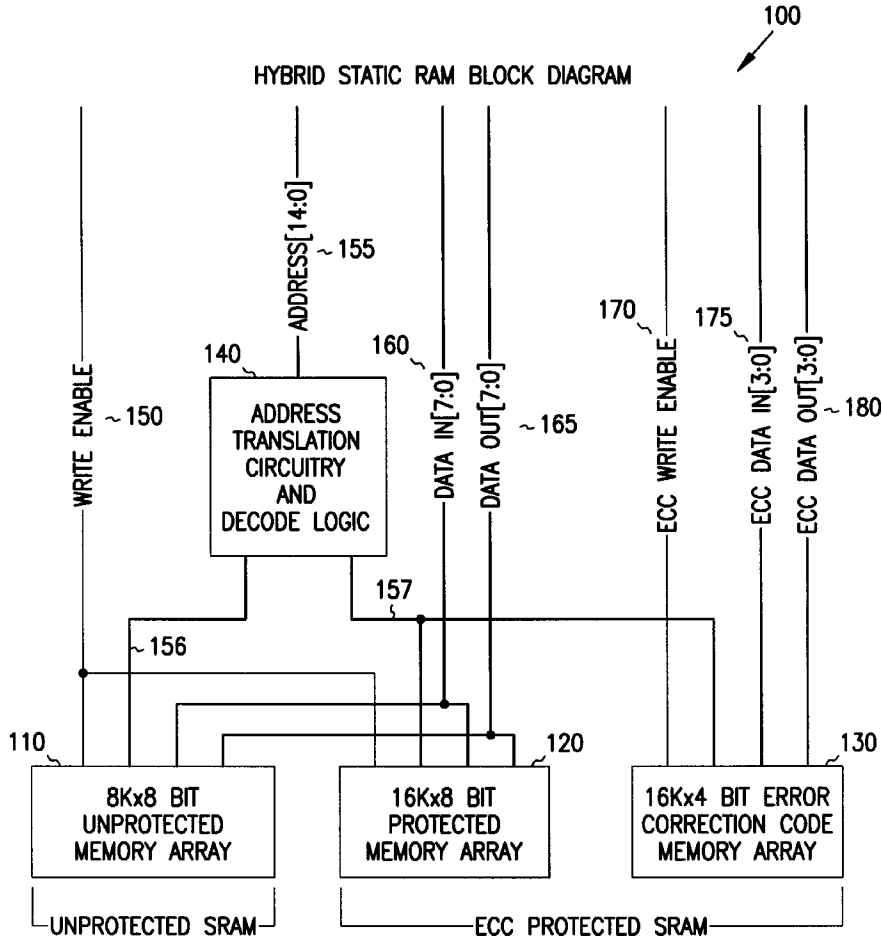 100
HYBRID STATIC RAM BLOCK DIAGRAM
WRITE ENABLE
150
ADDRESS[14:0]
155
140
ADDRESS
TRANSLATION
CIRCUITRY
AND
DECODE LOGIC
160
DATA IN[7:0]
DATA OUT[7:0]
165
170
ECC WRITE ENABLE
175
ECC DATA IN[3:0]
ECC DATA OUT[3:0]
180
156
157
110
8Kx8 BIT
UNPROTECTED
MEMORY ARRAY
120
16Kx8 BIT
PROTECTED
MEMORY ARRAY
130
16Kx4 BIT ERROR
CORRECTION CODE
MEMORY ARRAY
UNPROTECTED SRAM
ECC PROTECTED SRAM